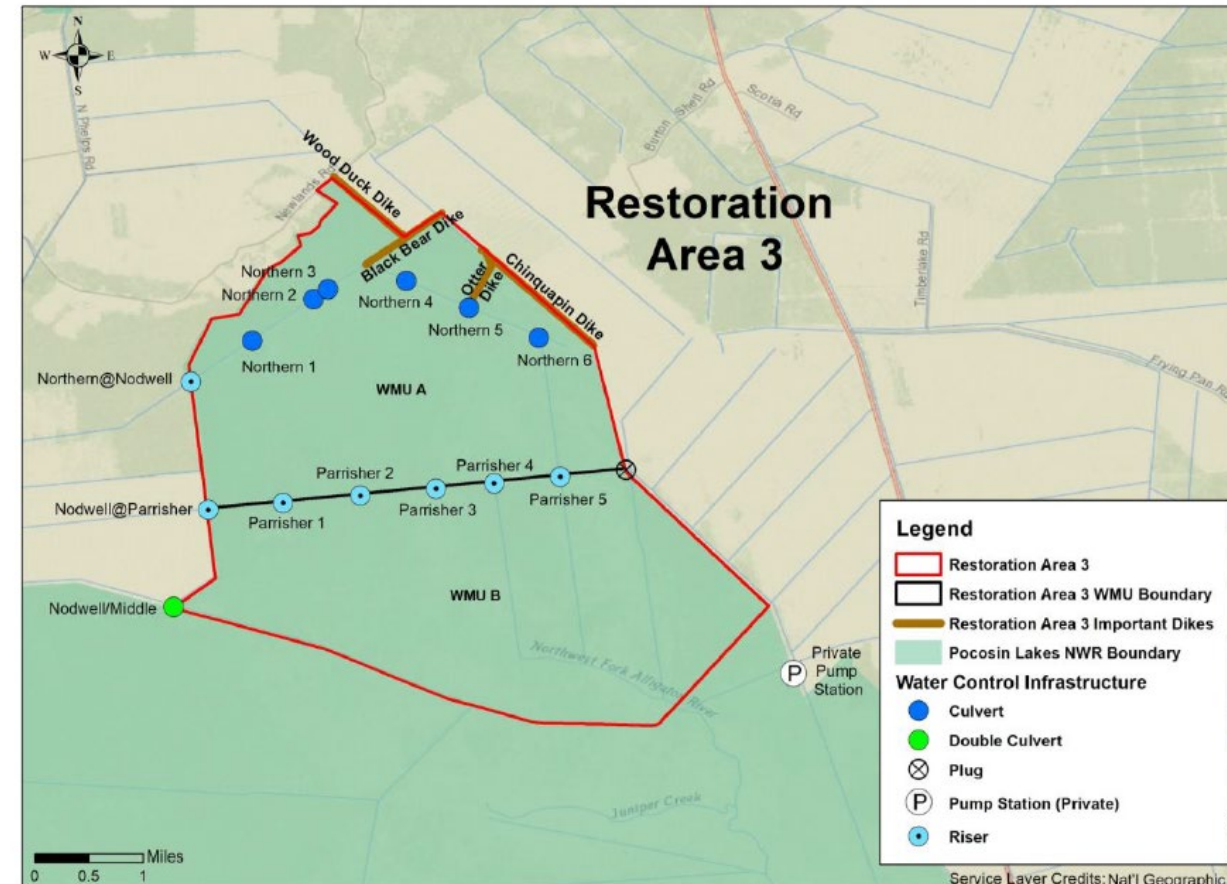 N
W E
S
N Phelps Rd
Newlands Rd
Burton Shell Rd
Scotia Rd
Timberlake Rd
Frying Pan Rd
Restoration
Area 3
Wood Duck Dike
Black Bear Dike
Otter
Dike
Chinquapin Dike
Northern 3
Northern 2
Northern 4
Northern 5
Northern 1
Northern 6
Northern@Nodwell
WMU A
Parrisher 2
Parrisher 4
Nodwell@Parrisher
Parrisher 1
Parrisher 3
Parrisher 5
Nodwell/Middle
WMU B
Northwest Fork Alligator River
Juniper Creek
Private
Pump
Station
P
Legend
Restoration Area 3
Restoration Area 3 WMU Boundary
Restoration Area 3 Important Dikes
Pocosin Lakes NWR Boundary
Water Control Infrastructure
Culvert
Double Culvert
Plug
P Pump Station (Private)
Riser
Miles
0 0.5 1
Service Layer Credits: Nat'l Geographic